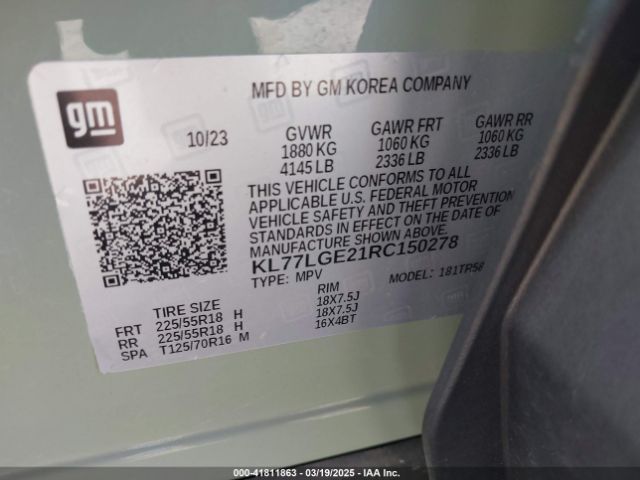 gm
MFD BY GM KOREA COMPANY
10/23 GVWR GAWR FRT GAWR RR
1880 KG 1060 KG 1060 KG
4145 LB 2336 LB 2336 LB
THIS VEHICLE CONFORMS TO ALL
APPLICABLE U.S. FEDERAL MOTOR
VEHICLE SAFETY AND THEFT PREVENTION
STANDARDS IN EFFECT ON THE DATE OF
MANUFACTURE SHOWN ABOVE.
KL77LGE21RC150278
TYPE: MPV MODEL: 181TR58
TIRE SIZE RIM
FRT 225/55R18 H 18X7.5J
RR 225/55R18 H 18X7.5J
SPA T125/70R16 M 16X4BT
000-41811863 • 03/19/2025 • IAA Inc.